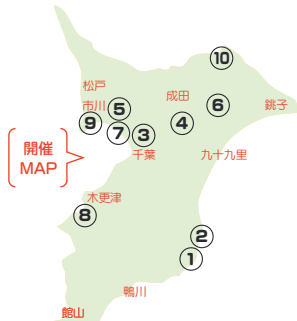 ⑩
松戸
成田
⑥
市川
⑤
銚子
⑨
⑦
③
④
開催
MAP
千葉
九十九里
木更津
⑧
②
①
鴨川
館山